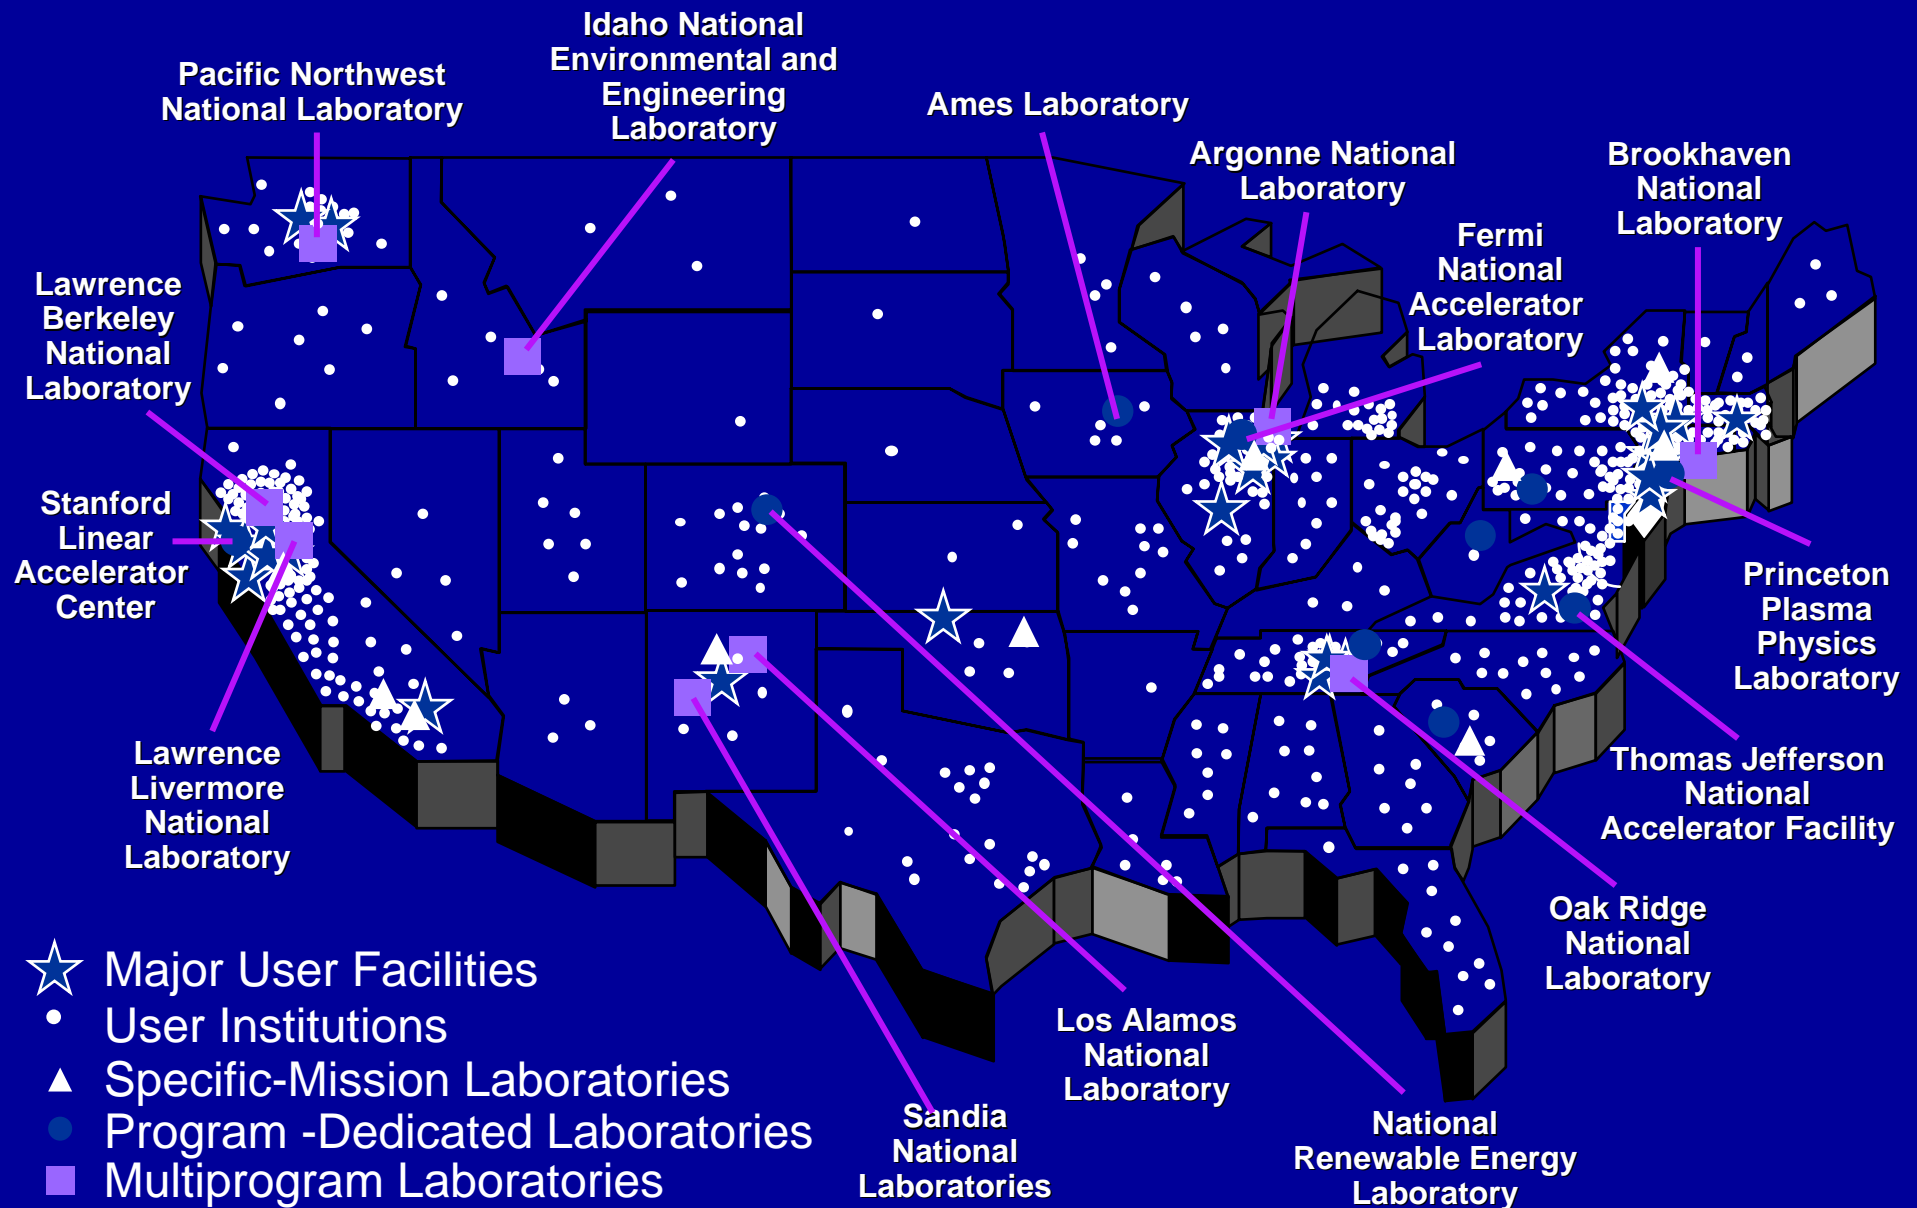 Idaho National
Environmental and
Engineering
Laboratory
Pacific Northwest
National Laboratory
Ames Laboratory
Argonne National
Laboratory
Brookhaven
National
Laboratory
Fermi
National
Accelerator
Laboratory
Lawrence
Berkeley
National
Laboratory
Stanford
Linear
Accelerator
Center
Princeton
Plasma
Physics
Laboratory
Lawrence
Livermore
National
Laboratory
Thomas Jefferson
National
Accelerator Facility
Oak Ridge
National
Laboratory
Los Alamos
National
Laboratory
Sandia
National
Laboratories
National
Renewable Energy
Laboratory
Major User Facilities
User Institutions
Specific-Mission Laboratories
Program -Dedicated Laboratories
Multiprogram Laboratories